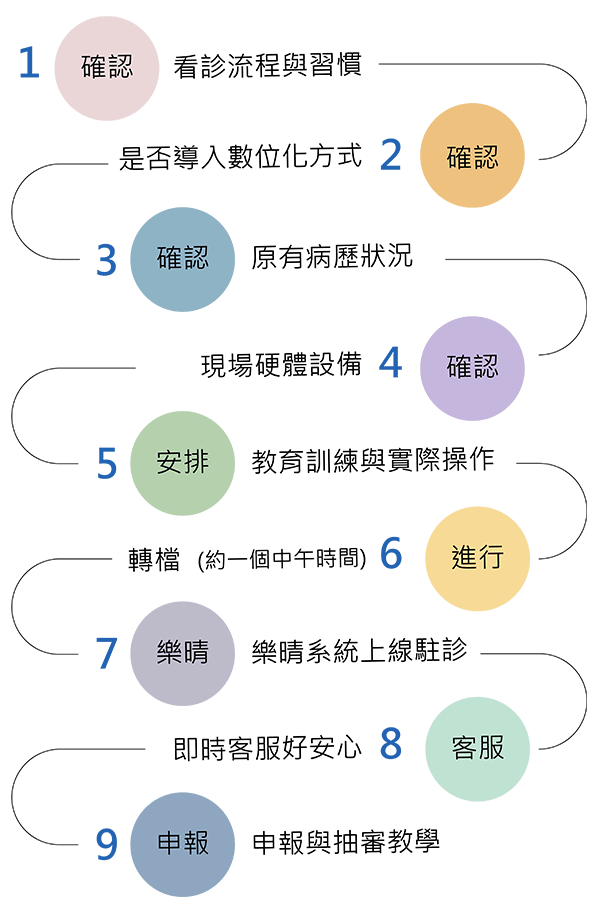 1 確認 看診流程與習慣
是否導入數位化方式 2 確認
3 確認 原有病歷狀況
現場硬體設備 4 確認
5 安排 教育訓練與實際操作
轉檔 (約一個中午時間) 6 進行
7 樂晴 樂晴系統上線駐診
即時客服好安心 8 客服
9 申報 申報與抽審教學